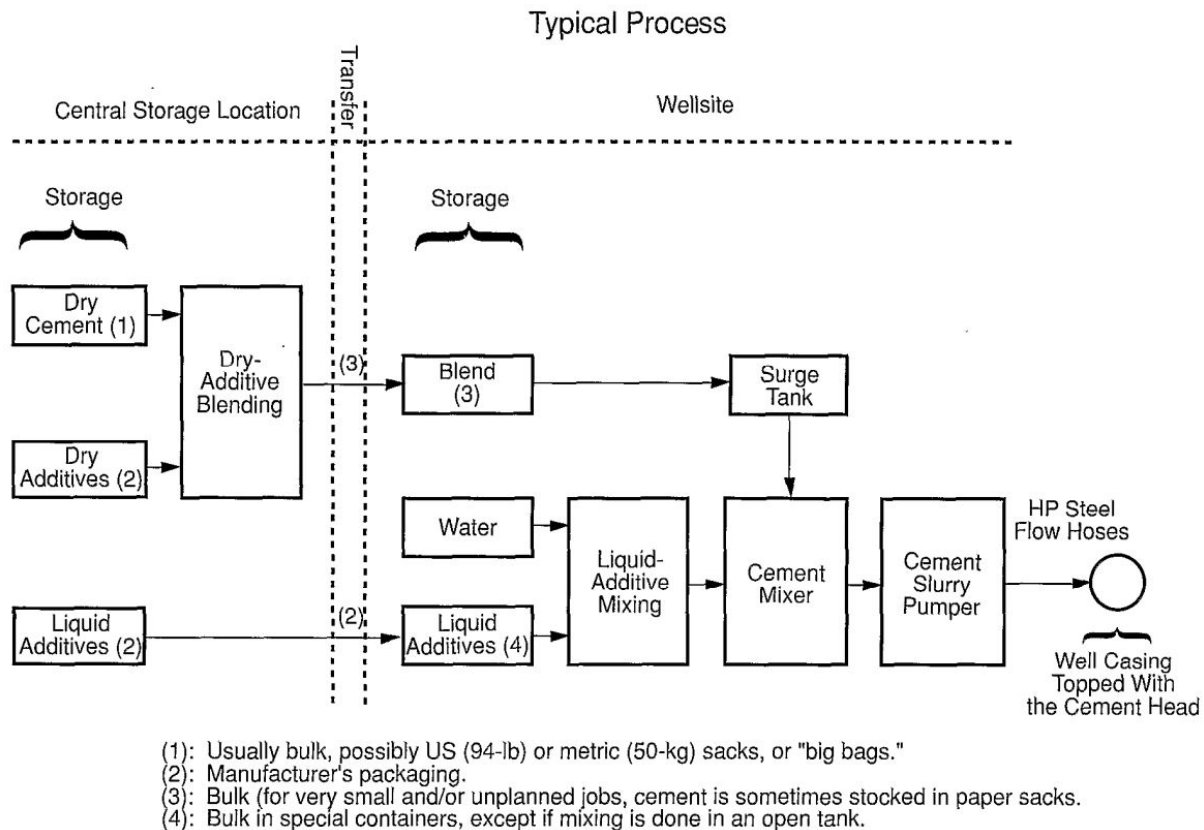 Typical Process
Transfer
Central Storage Location
Wellsite
Storage
Storage
Dry
Cement (1)
Dry-
Additive
Blending
(3)
Blend
(3)
Surge
Tank
Dry
Additives (2)
Water
Liquid-
Additive
Mixing
Cement
Mixer
Cement
Slurry
Pumper
HP Steel
Flow Hoses
Liquid
Additives (2)
(2)
Liquid
Additives (4)
Well Casing
Topped With
the Cement Head
(1): Usually bulk, possibly US (94-lb) or metric (50-kg) sacks, or "big bags."
(2): Manufacturer's packaging.
(3): Bulk (for very small and/or unplanned jobs, cement is sometimes stocked in paper sacks.
(4): Bulk in special containers, except if mixing is done in an open tank.